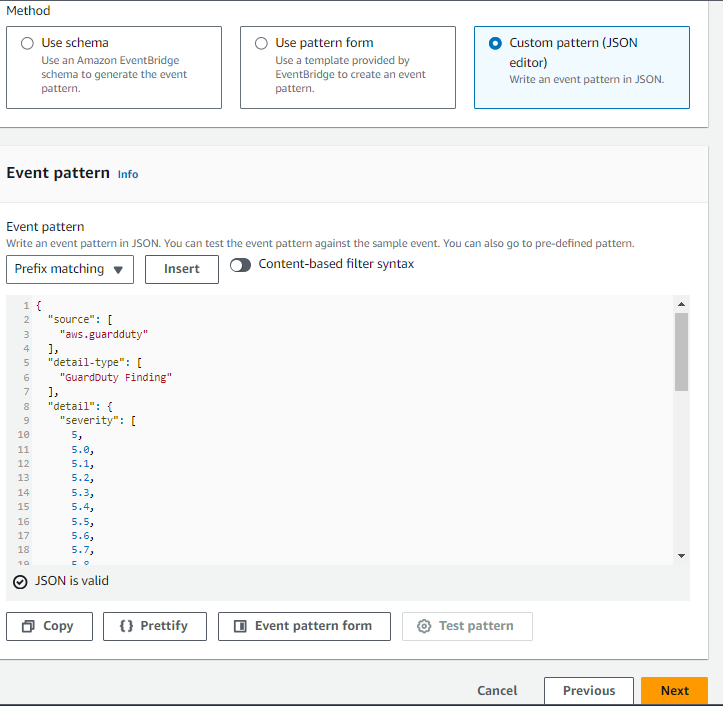 Method
Use schema
Use an Amazon EventBridge
schema to generate the event
pattern.
Use pattern form
Use a template provided by
EventBridge to create an event
pattern.
Custom pattern (JSON
editor)
Write an event pattern in JSON.
Event pattern Info
Event pattern
Write an event pattern in JSON. You can test the event pattern against the sample event. You can also go to pre-defined pattern.
Prefix matching Insert Content-based filter syntax
1 {
2 "source": [
3 "aws.guardduty"
4 ],
5 "detail-type": [
6 "GuardDuty Finding"
7 ],
8 "detail": {
9 "severity": [
10 5,
11 5.0,
12 5.1,
13 5.2,
14 5.3,
15 5.4,
16 5.5,
17 5.6,
18 5.7,
19 5.8
JSON is valid
Copy {} Prettify Event pattern form Test pattern
Cancel Previous Next